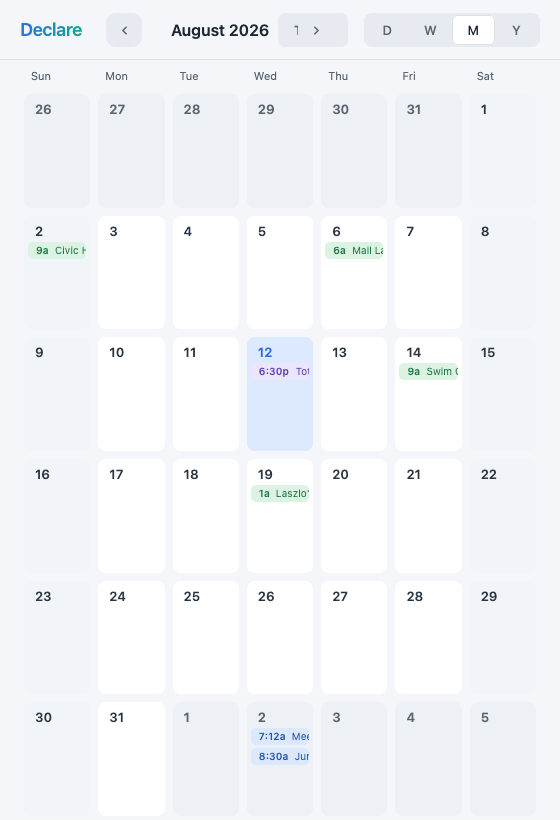 Declare August 2026 D W M Y
Sun Mon Tue Wed Thu Fri Sat
26 27 28 29 30 31 1
2 3 4 5 6 7 8
9a Civic 6a Mail
9 10 11 12 13 14 15
6:30p 9a Swim
16 17 18 19 20 21 22
1a Laszlo'
23 24 25 26 27 28 29
30 31 1 2 3 4 5
7:12a
8:30a